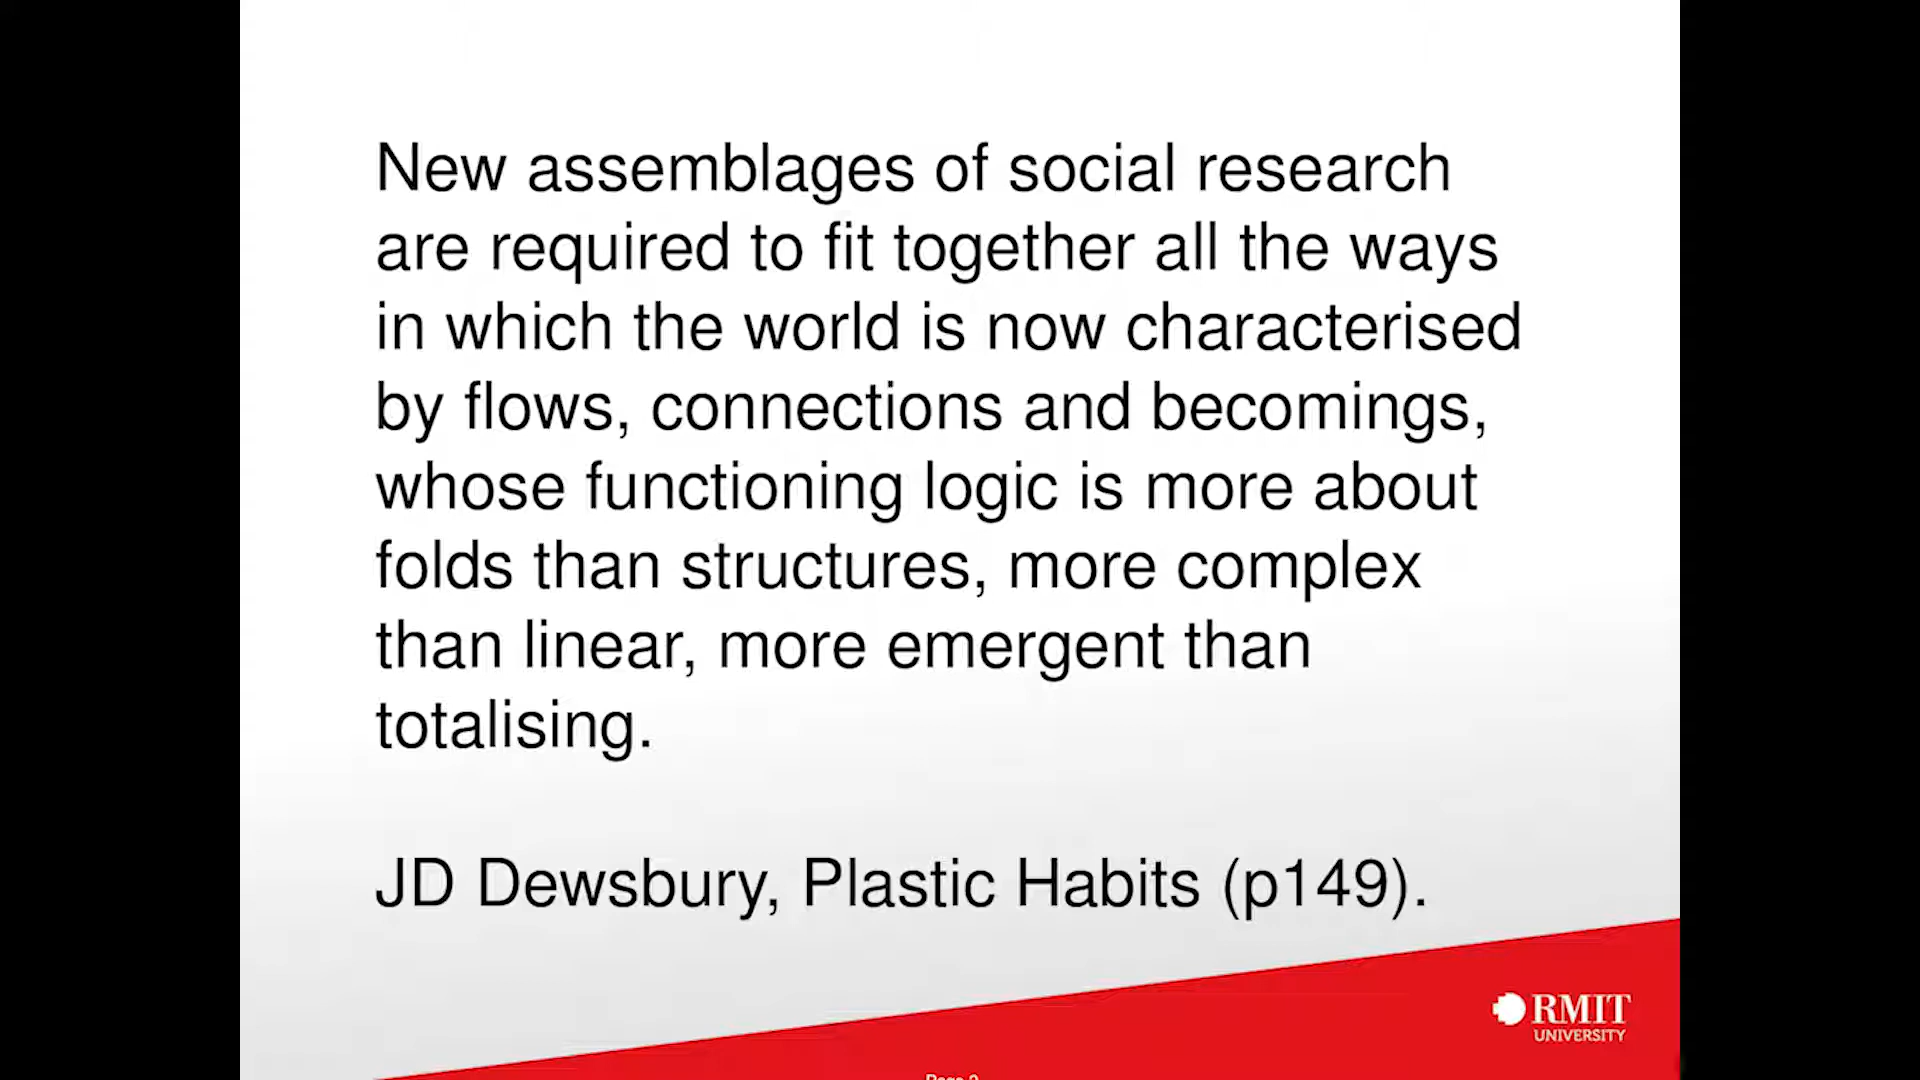 New assemblages of social research
are required to fit together all the ways
in which the world is now characterised
by flows, connections and becomings,
whose functioning logic is more about
folds than structures, more complex
than linear, more emergent than
totalising.
JD Dewsbury, Plastic Habits (p149).
RMIT
UNIVERSITY